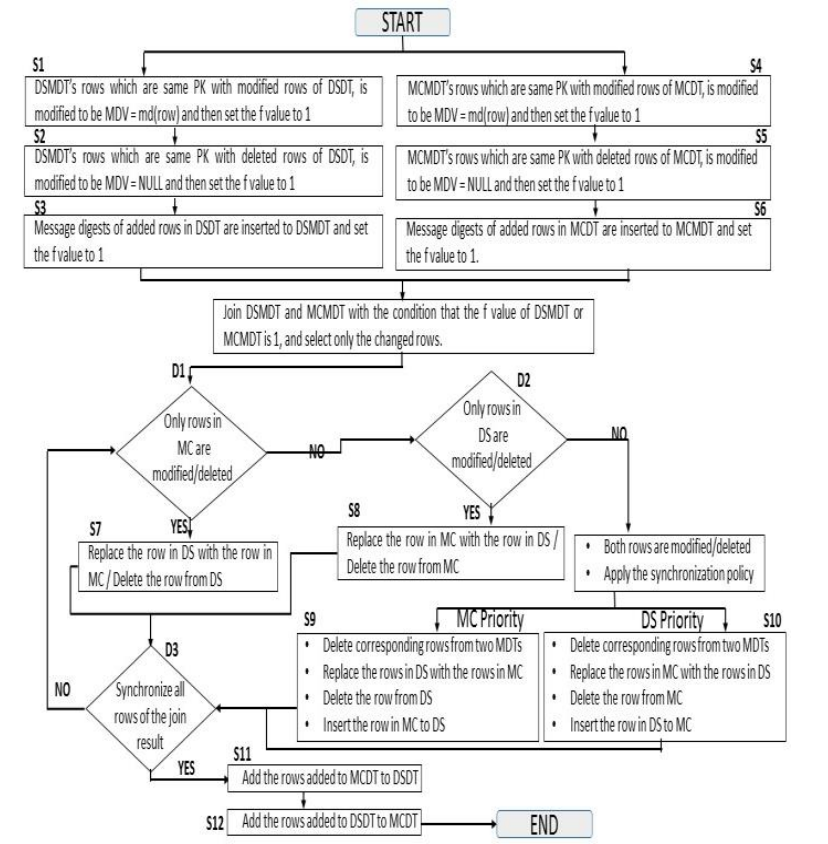 START
S1
DSMDT's rows which are same PK with modified rows of DSDT, is
modified to be MDV = md(row) and then set the f value to 1
S2
DSMDT's rows which are same PK with deleted rows of DSDT, is
modified to be MDV = NULL and then set the f value to 1
S3
Message digests of added rows in DSDT are inserted to DSMDT and set
the f value to 1
S4
MCMDT's rows which are same PK with modified rows of MCDT, is modified
to be MDV = md(row) and then set the f value to 1
S5
MCMDT's rows which are same PK with deleted rows of MCDT, is modified
to be MDV = NULL and then set the f value to 1
S6
Message digests of added rows in MCDT are inserted to MCMDT and set
the f value to 1.
Join DSMDT and MCMDT with the condition that the f value of DSMDT or
MCMDT is 1, and select only the changed rows.
D1
Only rows in
MC are
modified/deleted
NO
D2
Only rows in
DS are
modified/deleted
NO
YES
S7
Replace the row in DS with the row in
MC / Delete the row from DS
YES
S8
Replace the row in MC with the row in DS /
Delete the row from MC
• Both rows are modified/deleted
• Apply the synchronization policy
MC Priority
S9
• Delete corresponding rows from two MDTs
• Replace the rows in DS with the rows in MC
• Delete the row from DS
• Insert the row in MC to DS
DS Priority
S10
• Delete corresponding rows from two MDTs
• Replace the rows in MC with the rows in DS
• Delete the row from MC
• Insert the row in DS to MC
D3
Synchronize all
rows of the join
result
NO
YES
S11
Add the rows added to MCDT to DSDT
S12
Add the rows added to DSDT to MCDT
END